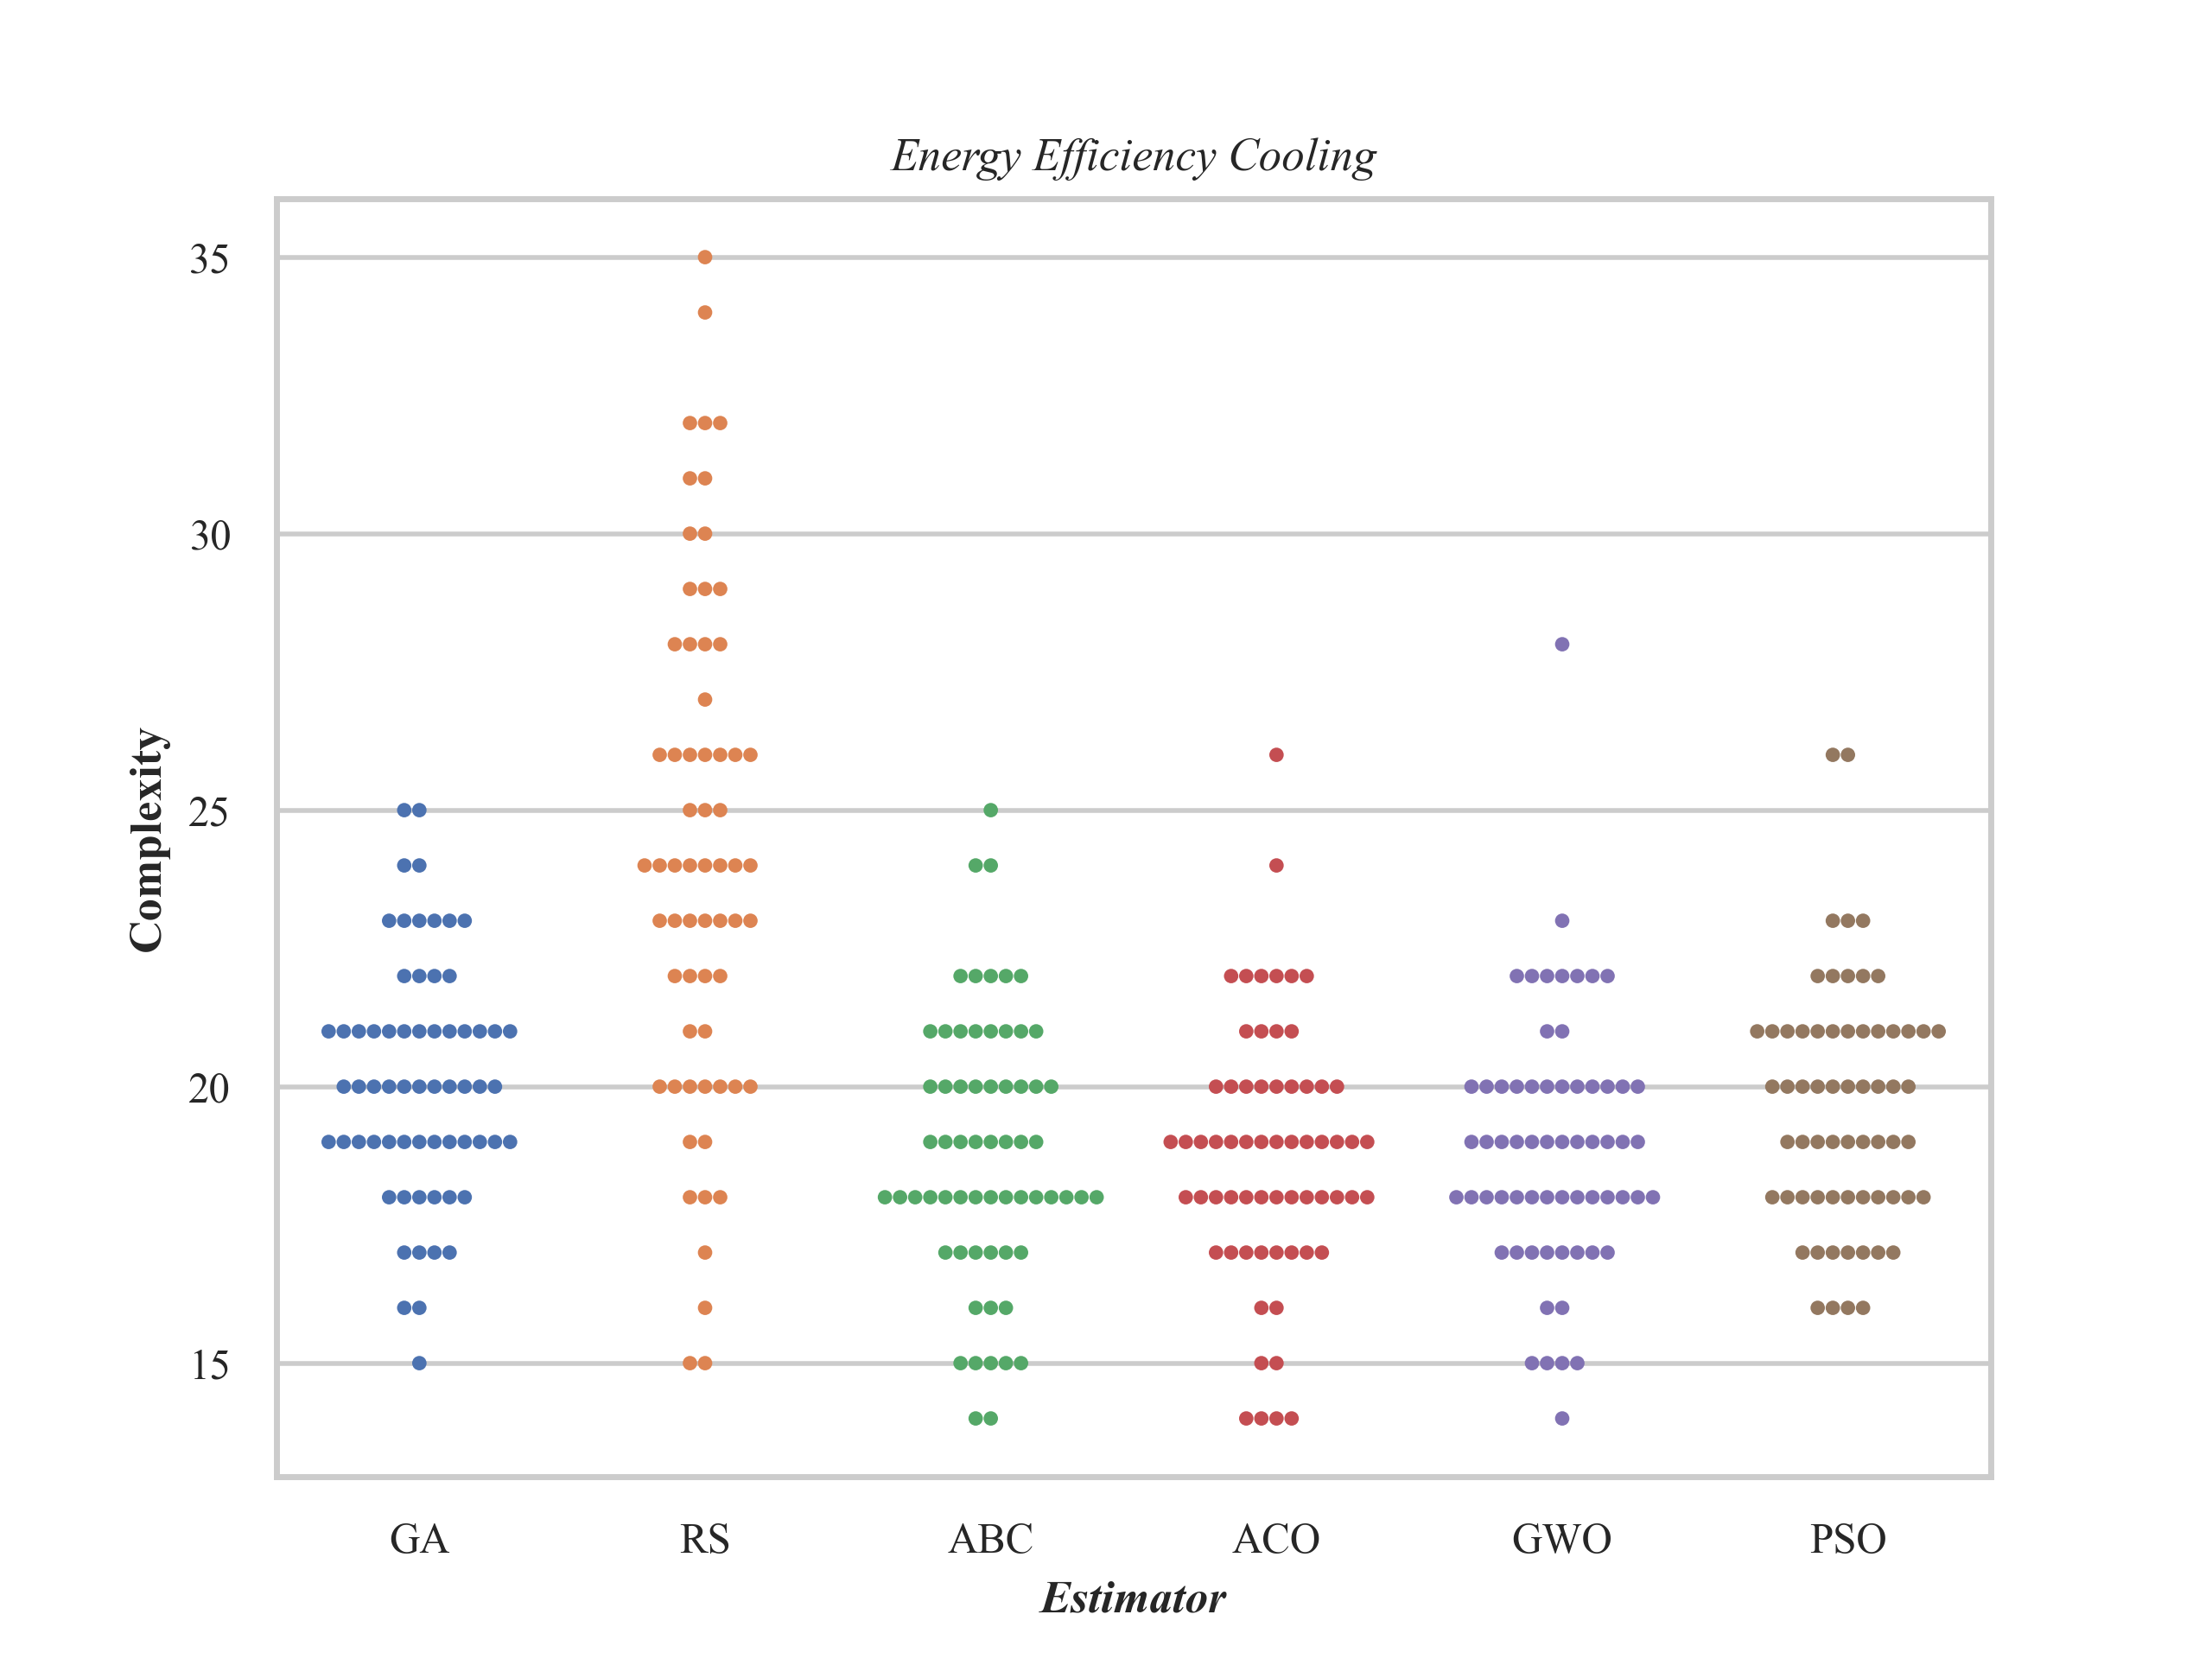 Energy Efficiency Cooling
35
30
25
20
15
Complexity
GA RS ABC ACO GWO PSO
Estimator